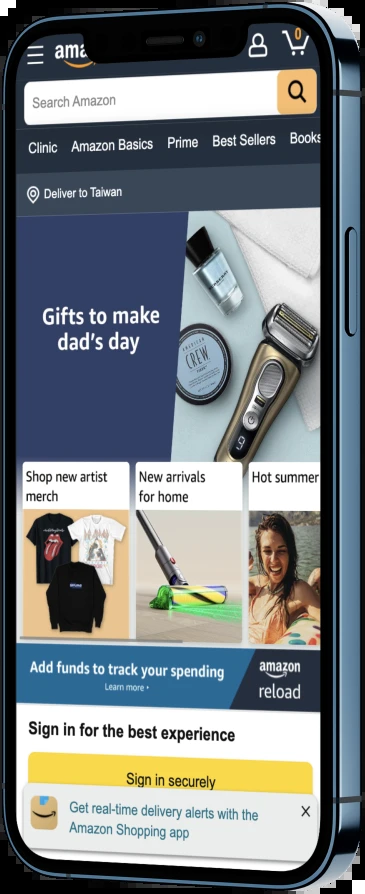 ama
0
Search Amazon
Clinic Amazon Basics Prime Best Sellers Books
Deliver to Taiwan
Gifts to make
dad's day
AMERICAN
CREW
Shop new artist
merch
New arrivals
for home
Hot summer
Add funds to track your spending
Learn more
amazon
reload
Sign in for the best experience
Sign in securely
Get real-time delivery alerts with the
Amazon Shopping app
X